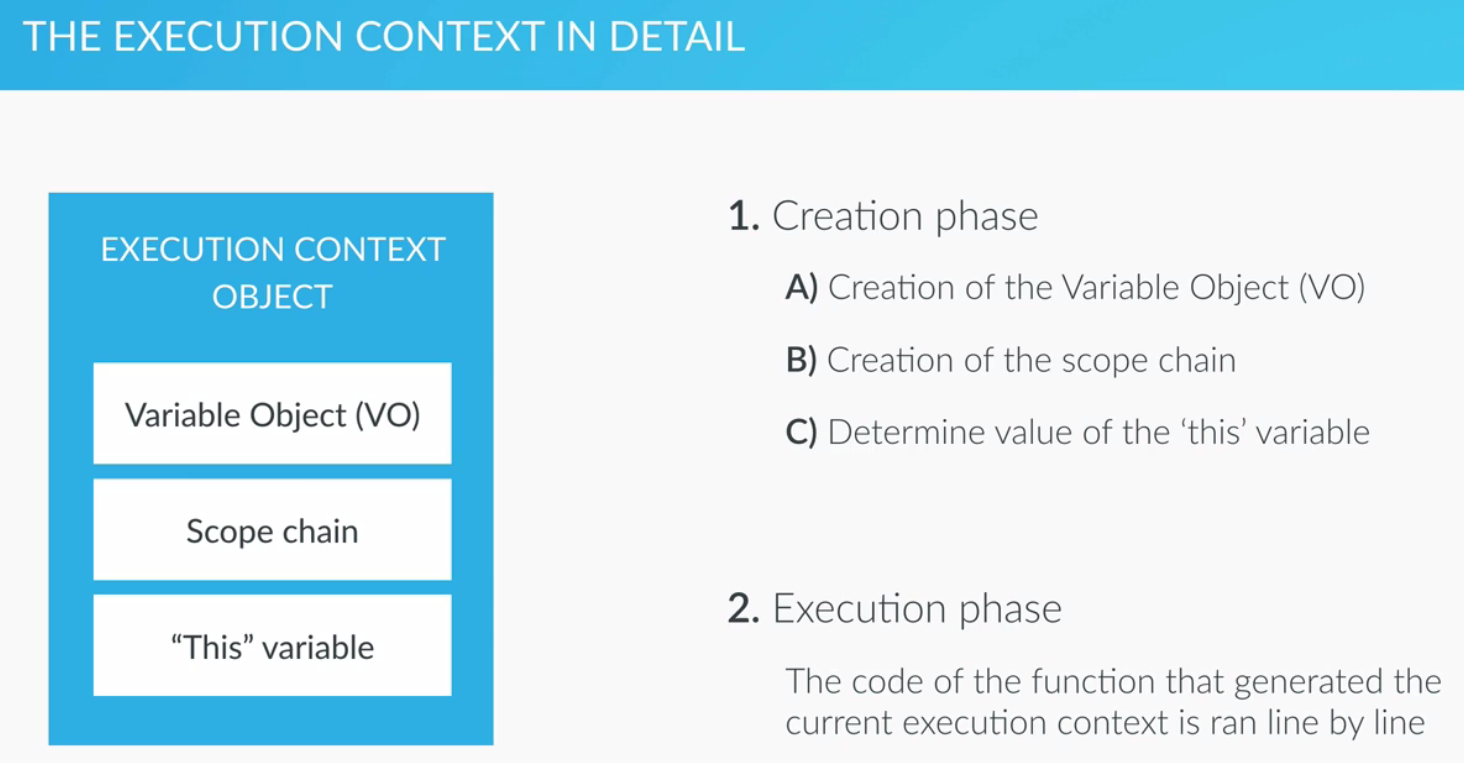 THE EXECUTION CONTEXT IN DETAIL
EXECUTION CONTEXT
OBJECT
Variable Object (VO)
Scope chain
“This” variable
1. Creation phase
A) Creation of the Variable Object (VO)
B) Creation of the scope chain
C) Determine value of the ‘this’ variable
2. Execution phase
The code of the function that generated the
current execution context is ran line by line